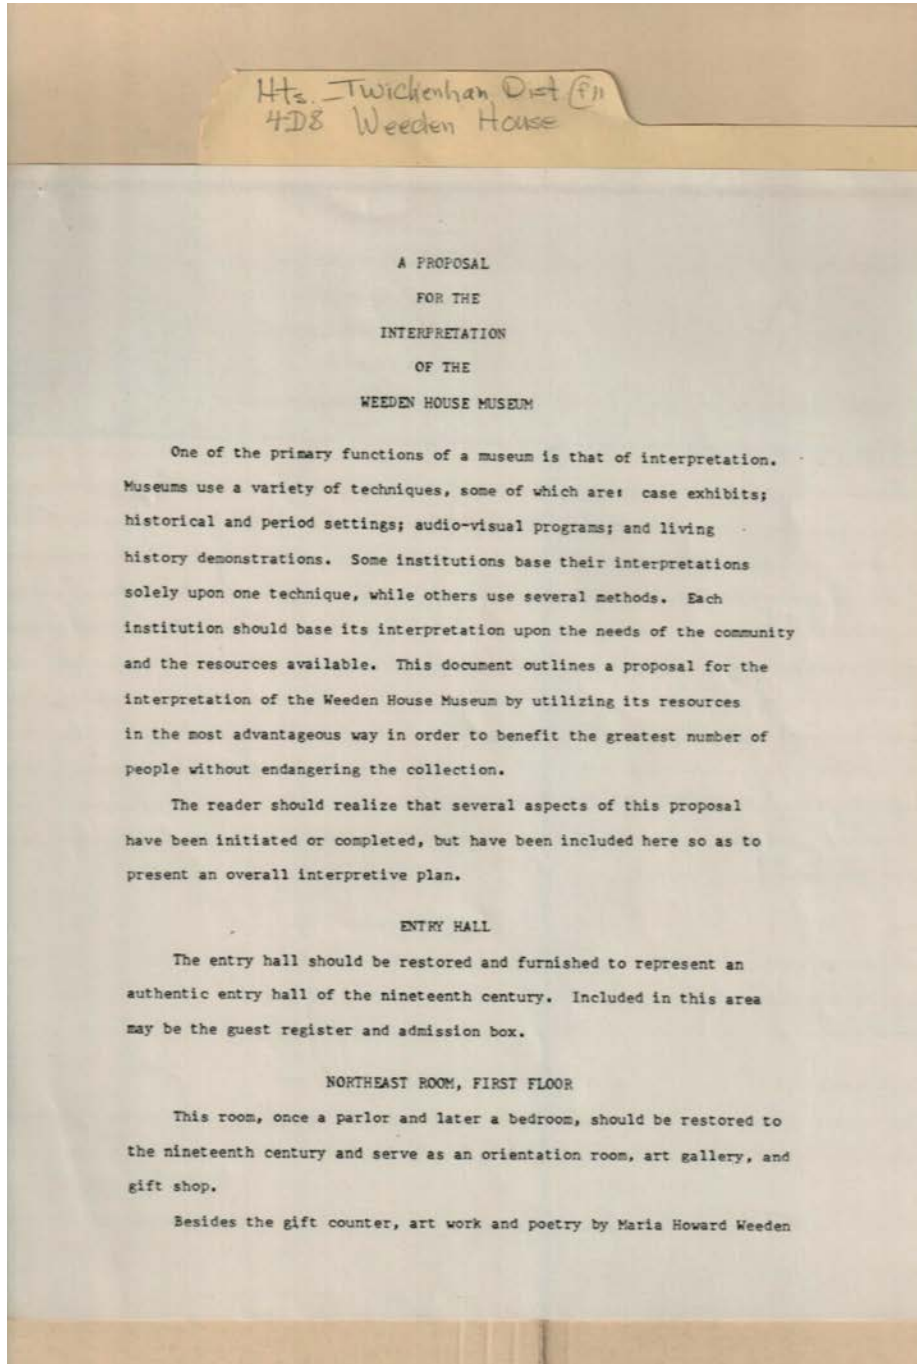 Hts. - Twickenhan Dist (f)11
4-D8 Weeden House
A PROPOSAL
FOR THE
INTERPRETATION
OF THE
WEEDEN HOUSE MUSEUM
One of the primary functions of a museum is that of interpretation.
Museums use a variety of techniques, some of which are: case exhibits;
historical and period settings; audio-visual programs; and living
history demonstrations. Some institutions base their interpretations
solely upon one technique, while others use several methods. Each
institution should base its interpretation upon the needs of the community
and the resources available. This document outlines a proposal for the
interpretation of the Weeden House Museum by utilizing its resources
in the most advantageous way in order to benefit the greatest number of
people without endangering the collection.
The reader should realize that several aspects of this proposal
have been initiated or completed, but have been included here so as to
present an overall interpretive plan.
ENTRY HALL
The entry hall should be restored and furnished to represent an
authentic entry hall of the nineteenth century. Included in this area
may be the guest register and admission box.
NORTHEAST ROOM, FIRST FLOOR
This room, once a parlor and later a bedroom, should be restored to
the nineteenth century and serve as an orientation room, art gallery, and
gift shop.
Besides the gift counter, art work and poetry by Maria Howard Weeden